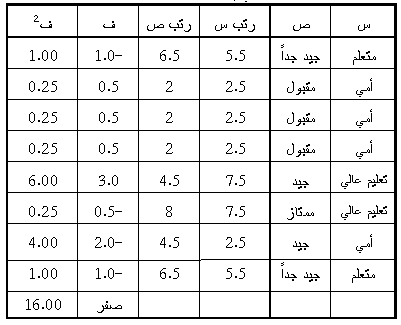 س ص رتب س رتب ص ف ف2
متعلم جيد جداً 5.5 6.5 1.0- 1.00
أمي مقبول 2.5 2 0.5 0.25
أمي مقبول 2.5 2 0.5 0.25
أمي مقبول 2.5 2 0.5 0.25
تعليم عالي جيد 7.5 4.5 3.0 6.00
تعليم عالي ممتاز 7.5 8 0.5- 0.25
أمي جيد 2.5 4.5 2.0- 4.00
متعلم جيد جداً 5.5 6.5 1.0- 1.00
صفر 16.00